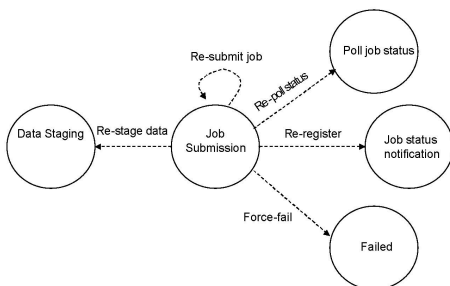 Poll job status
Re-submit job
Re-poll status
Data Staging
Re-stage data
Job
Submission
Re-register
Job status
notification
Force-fail
Failed